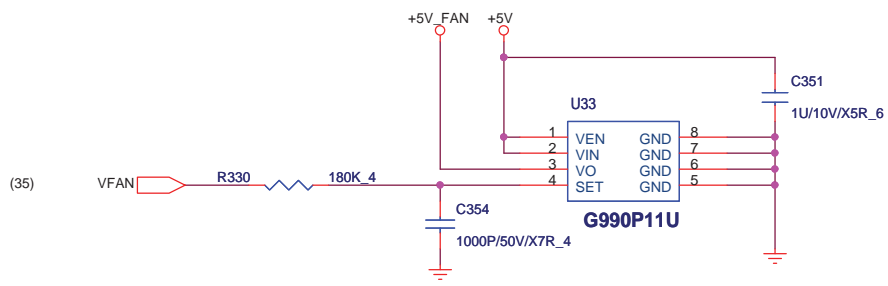 +5V_FAN +5V
C351
1U/10V/X5R_6
U33
1 VEN GND 8
2 VIN GND 7
3 VO GND 6
4 SET GND 5
G990P11U
(35) VFAN R330 180K_4
C354
1000P/50V/X7R_4